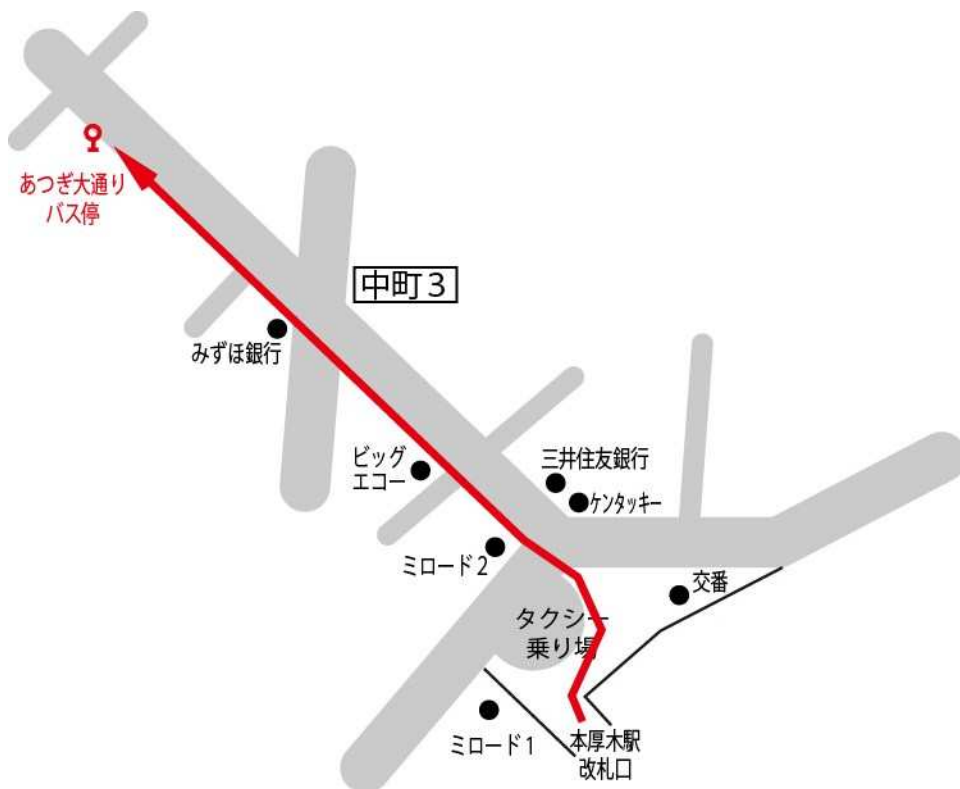 あつぎ大通り
バス停
中町３
みずほ銀行
ビッグ
エコー
三井住友銀行
ケンタッキー
ミロード２
交番
タクシー
乗り場
ミロード１
本厚木駅
改札口